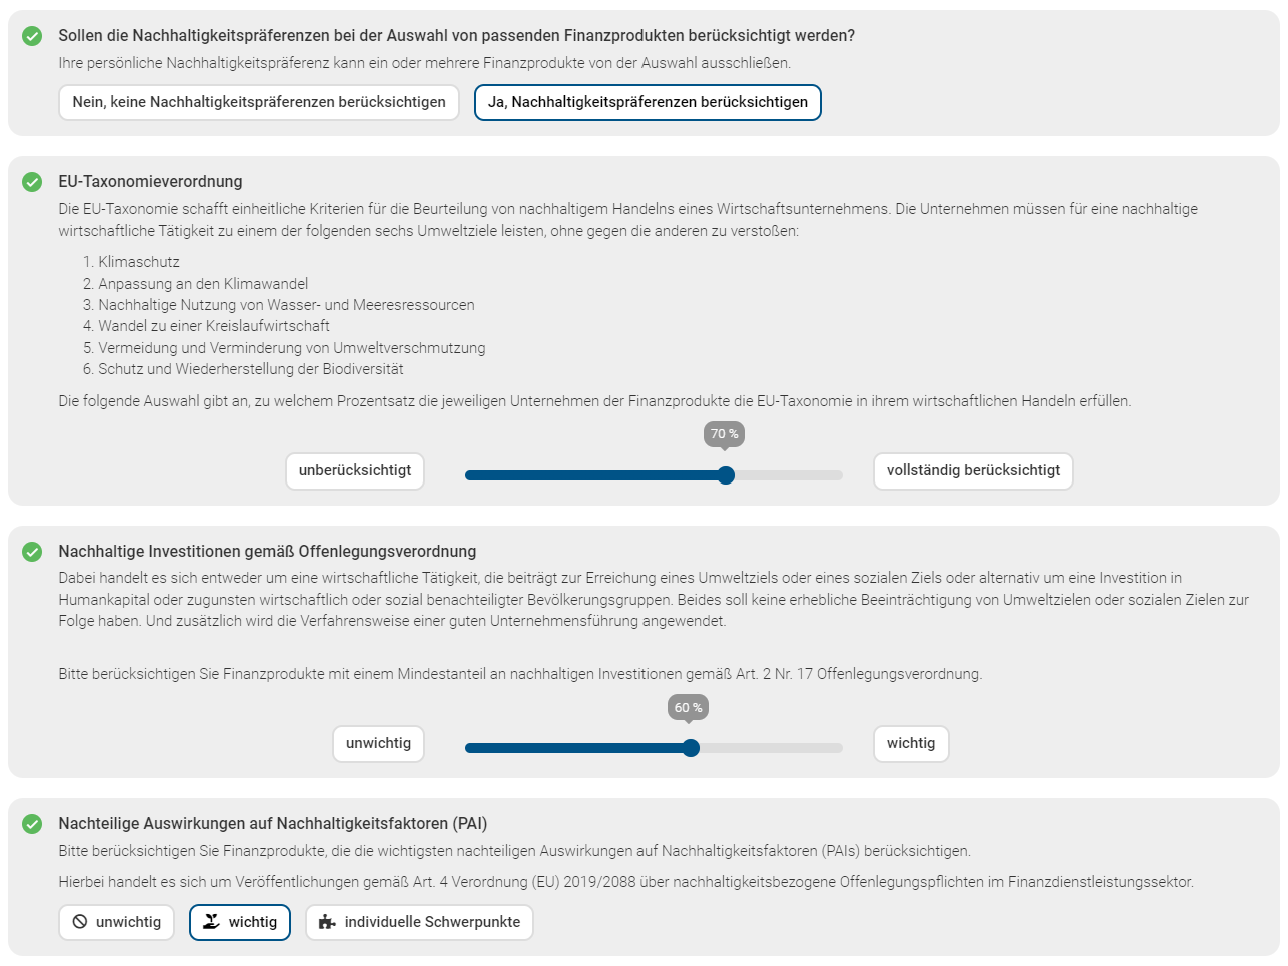 Sollen die Nachhaltigkeitspräferenzen bei der Auswahl von passenden Finanzprodukten berücksichtigt werden?
Ihre persönliche Nachhaltigkeitspräferenz kann ein oder mehrere Finanzprodukte von der Auswahl ausschließen.
Nein, keine Nachhaltigkeitspräferenzen berücksichtigen
Ja, Nachhaltigkeitspräferenzen berücksichtigen
EU-Taxonomieverordnung
Die EU-Taxonomie schafft einheitliche Kriterien für die Beurteilung von nachhaltigem Handelns eines Wirtschaftsunternehmens. Die Unternehmen müssen für eine nachhaltige
wirtschaftliche Tätigkeit zu einem der folgenden sechs Umweltziele leisten, ohne gegen die anderen zu verstoßen:
1. Klimaschutz
2. Anpassung an den Klimawandel
3. Nachhaltige Nutzung von Wasser- und Meeresressourcen
4. Wandel zu einer Kreislaufwirtschaft
5. Vermeidung und Verminderung von Umweltverschmutzung
6. Schutz und Wiederherstellung der Biodiversität
Die folgende Auswahl gibt an, zu welchem Prozentsatz die jeweiligen Unternehmen der Finanzprodukte die EU-Taxonomie in ihrem wirtschaftlichen Handeln erfüllen.
70 %
unberücksichtigt
vollständig berücksichtigt
Nachhaltige Investitionen gemäß Offenlegungsverordnung
Dabei handelt es sich entweder um eine wirtschaftliche Tätigkeit, die beiträgt zur Erreichung eines Umweltziels oder eines sozialen Ziels oder alternativ um eine Investition in
Humankapital oder zugunsten wirtschaftlich oder sozial benachteiligter Bevölkerungsgruppen. Beides soll keine erhebliche Beeinträchtigung von Umweltzielen oder sozialen Zielen zur
Folge haben. Und zusätzlich wird die Verfahrensweise einer guten Unternehmensführung angewendet.
Bitte berücksichtigen Sie Finanzprodukte mit einem Mindestanteil an nachhaltigen Investitionen gemäß Art. 2 Nr. 17 Offenlegungsverordnung.
60 %
unwichtig
wichtig
Nachteilige Auswirkungen auf Nachhaltigkeitsfaktoren (PAI)
Bitte berücksichtigen Sie Finanzprodukte, die die wichtigsten nachteiligen Auswirkungen auf Nachhaltigkeitsfaktoren (PAIs) berücksichtigen.
Hierbei handelt es sich um Veröffentlichungen gemäß Art. 4 Verordnung (EU) 2019/2088 über nachhaltigkeitsbezogene Offenlegungspflichten im Finanzdienstleistungssektor.
unwichtig
wichtig
individuelle Schwerpunkte